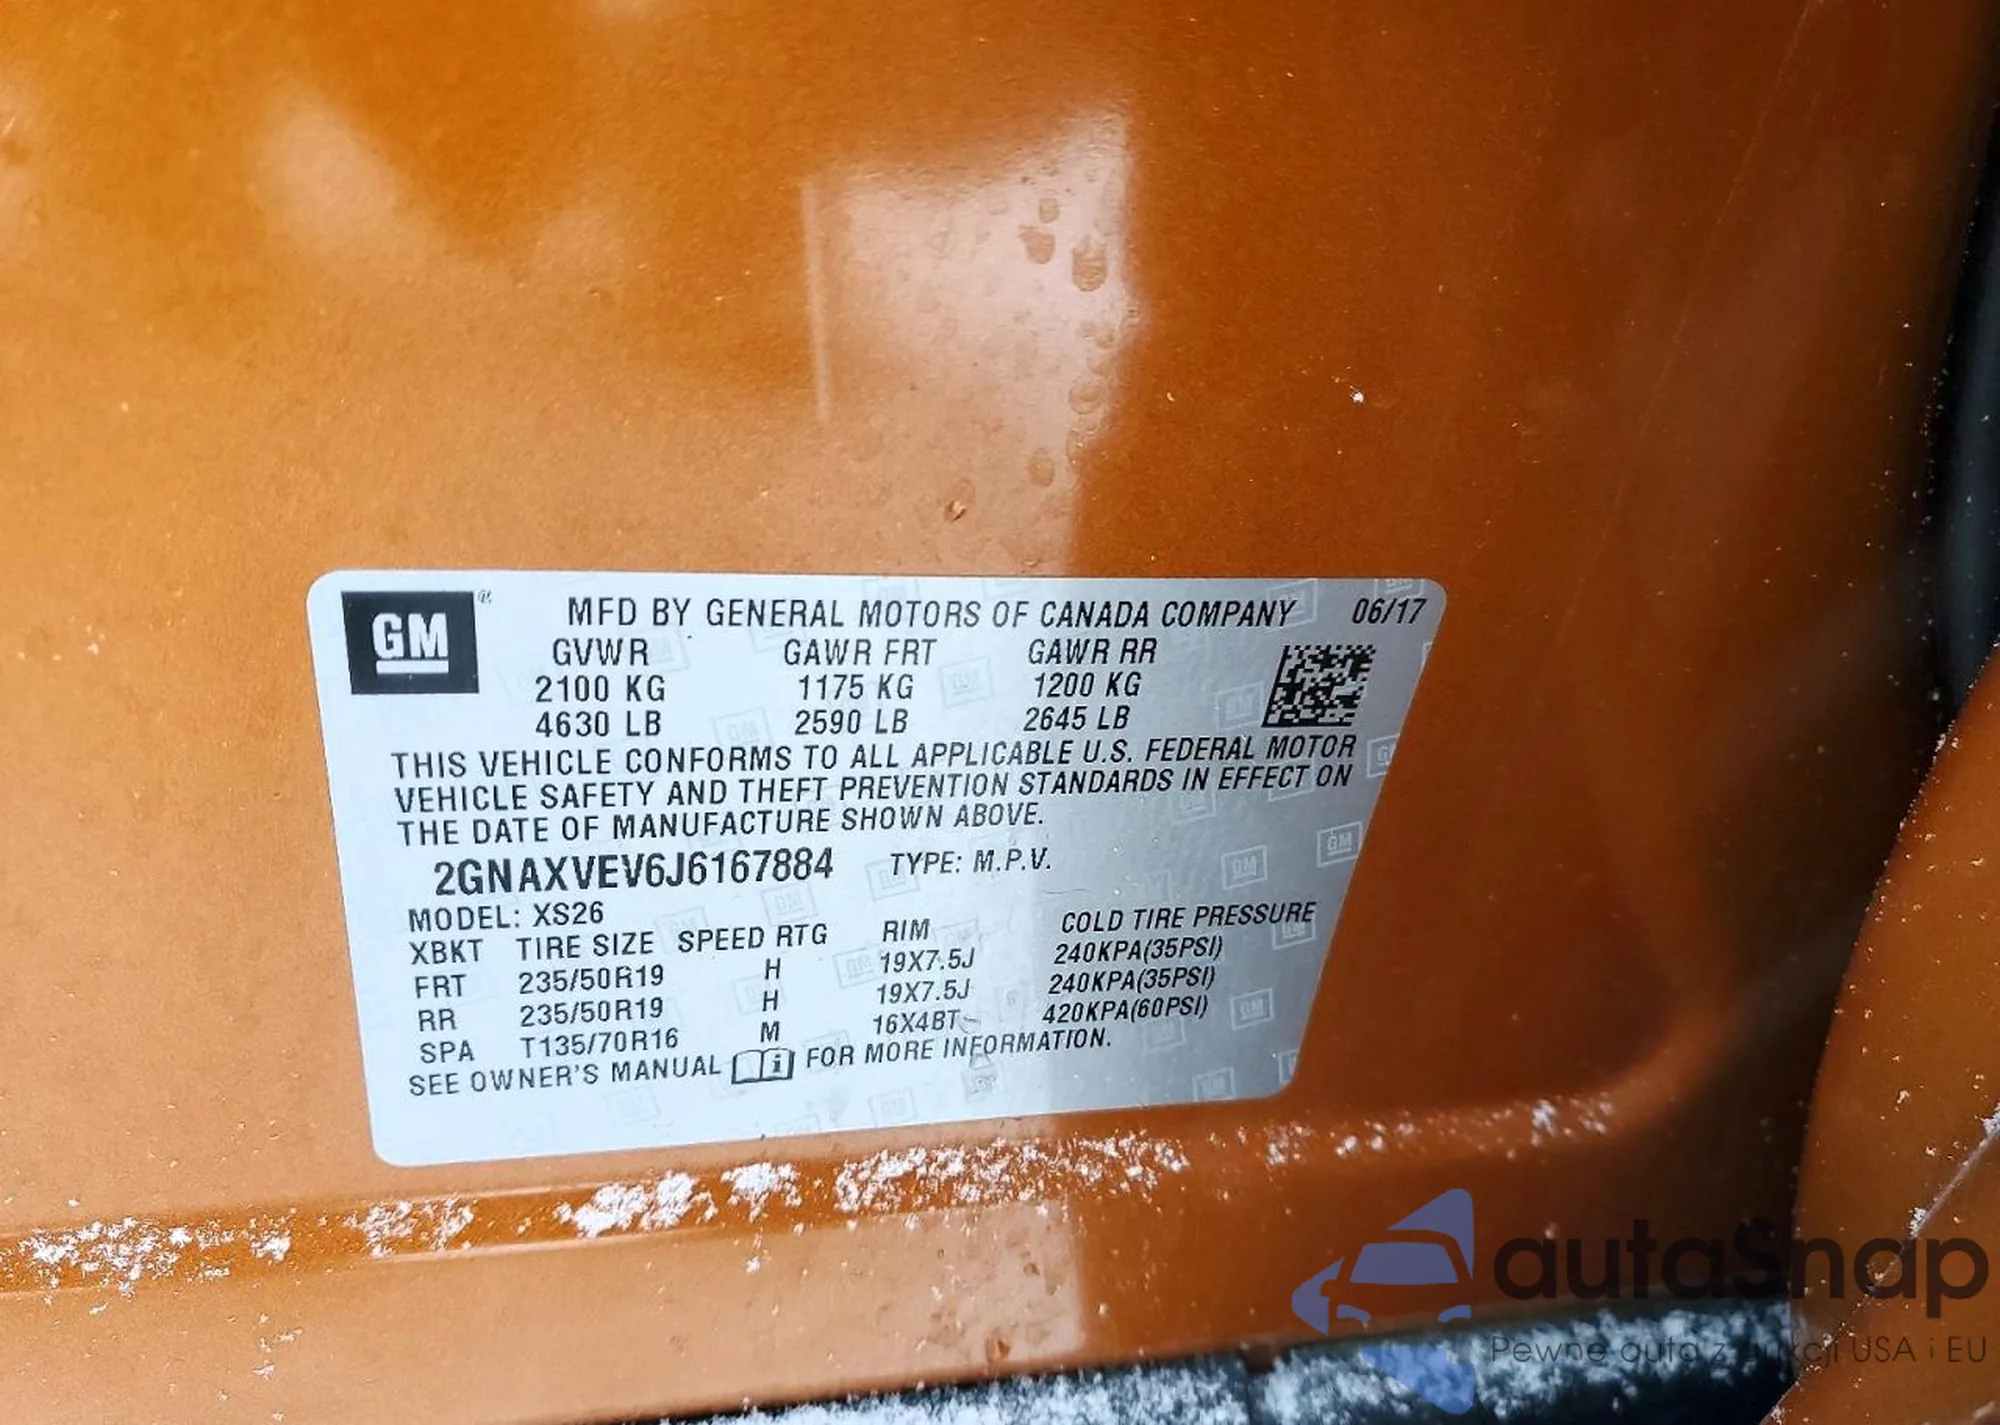 GM®
MFD BY GENERAL MOTORS OF CANADA COMPANY 06/17
GVWR GAWR FRT GAWR RR
2100 KG 1175 KG 1200 KG
4630 LB 2590 LB 2645 LB
THIS VEHICLE CONFORMS TO ALL APPLICABLE U.S. FEDERAL MOTOR
VEHICLE SAFETY AND THEFT PREVENTION STANDARDS IN EFFECT ON
THE DATE OF MANUFACTURE SHOWN ABOVE.
2GNAXVEV6J6167884 TYPE: M.P.V.
MODEL: XS26
XBKT TIRE SIZE SPEED RTG RIM COLD TIRE PRESSURE
FRT 235/50R19 H 19X7.5J 240KPA(35PSI)
RR 235/50R19 H 19X7.5J 240KPA(35PSI)
SPA T135/70R16 M 16X4BT 420KPA(60PSI)
SEE OWNER'S MANUAL FOR MORE INFORMATION.
autaSnap
Pewne auta z aukcji USA i EU